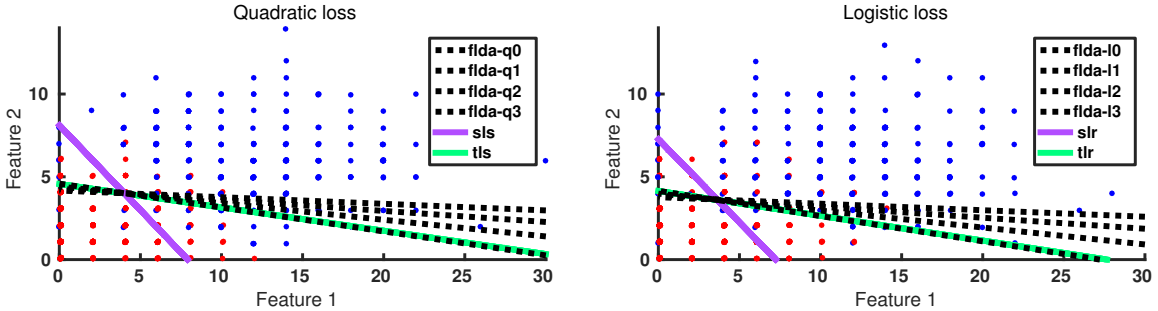 Quadratic loss
Feature 2
10
5
0
0
5
10
15
20
25
30
Feature 1
flda-q0
flda-q1
flda-q2
flda-q3
sls
tls
Logistic loss
Feature 2
10
5
0
0
5
10
15
20
25
30
Feature 1
flda-l0
flda-l1
flda-l2
flda-l3
slr
tlr